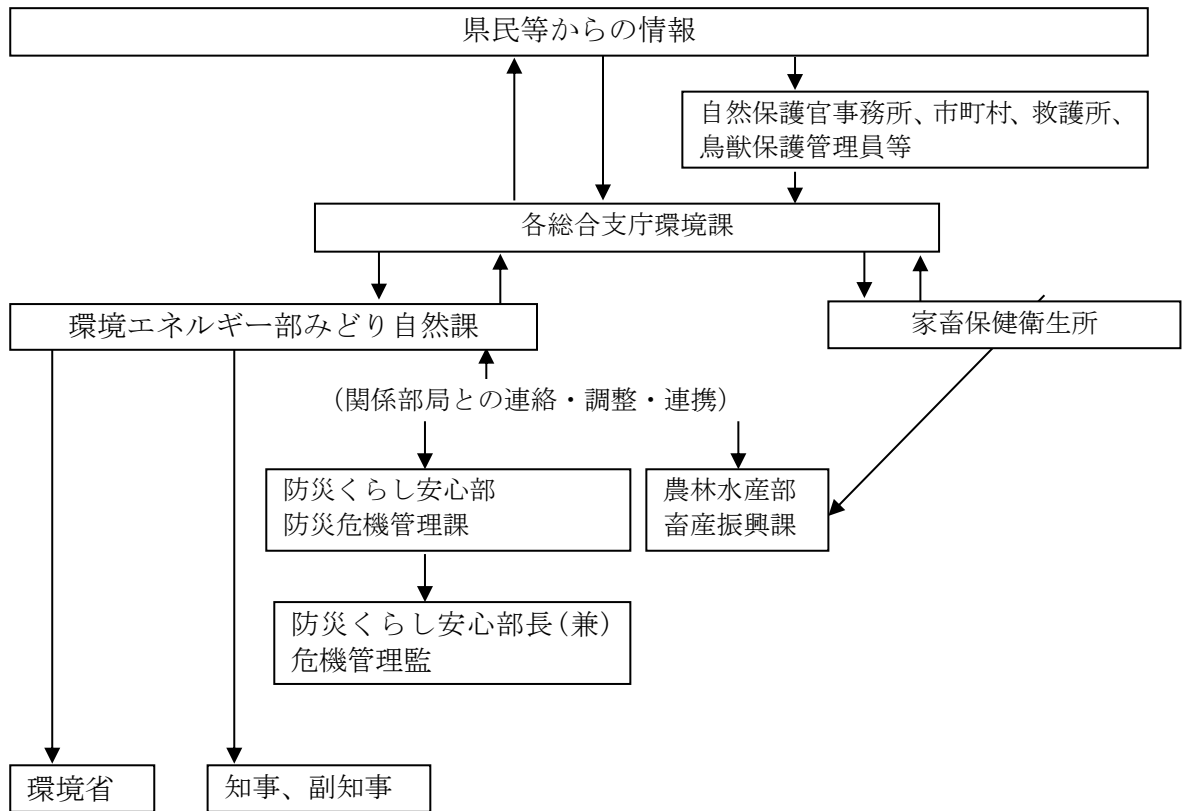 県民等からの情報
自然保護官事務所、市町村、救護所、
鳥獣保護管理員等
各総合支庁環境課
環境エネルギー部みどり自然課
家畜保健衛生所
（関係部局との連絡・調整・連携）
防災くらし安心部
防災危機管理課
農林水産部
畜産振興課
防災くらし安心部長（兼）
危機管理監
環境省
知事、副知事